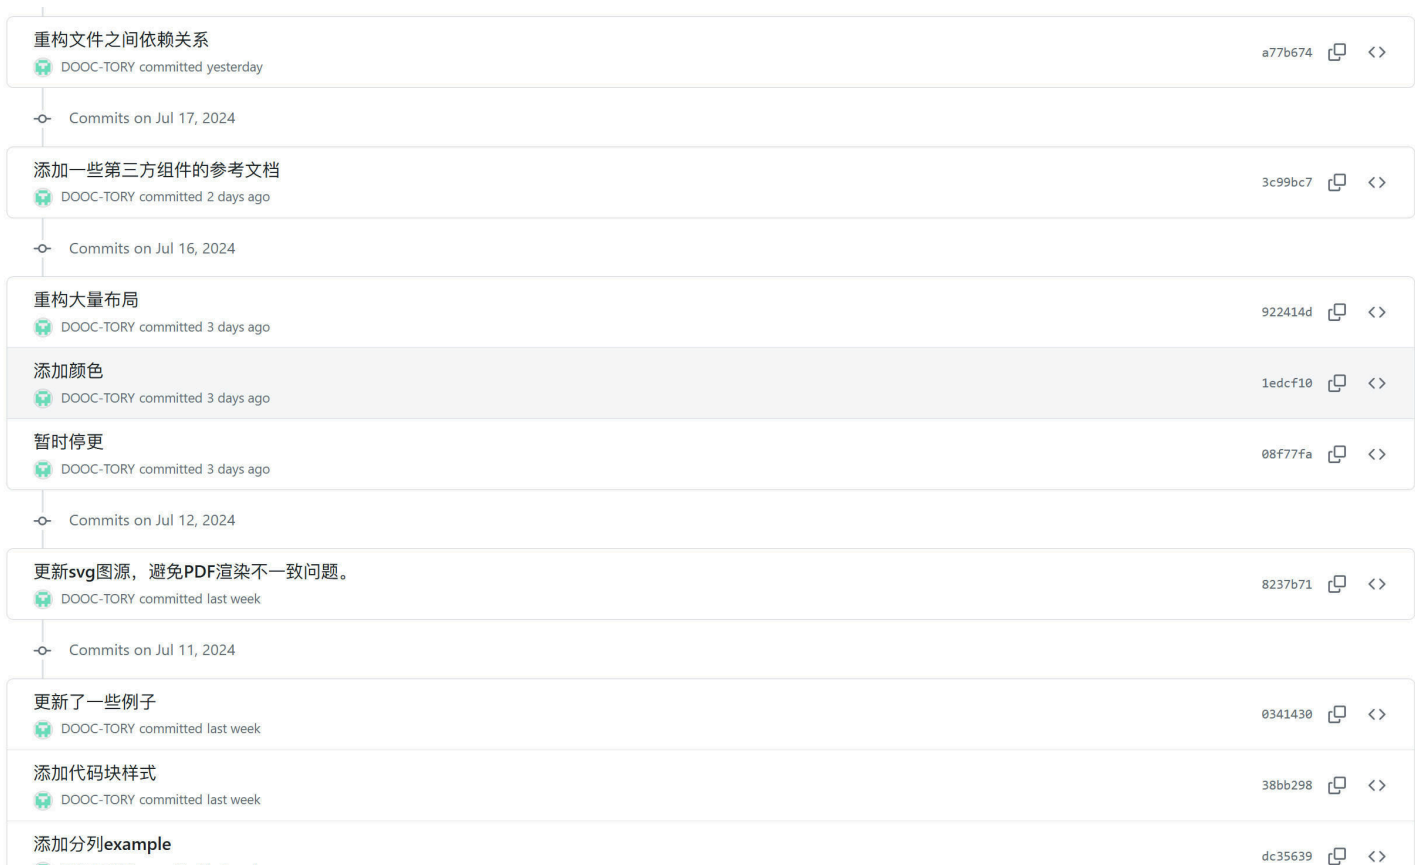 重构文件之间依赖关系
DOOC-TORY committed yesterday
a77b674
Commits on Jul 17, 2024
添加一些第三方组件的参考文档
DOOC-TORY committed 2 days ago
3c99bc7
Commits on Jul 16, 2024
重构大量布局
DOOC-TORY committed 3 days ago
922414d
添加颜色
DOOC-TORY committed 3 days ago
1edcf10
暂时停更
DOOC-TORY committed 3 days ago
08f77fa
Commits on Jul 12, 2024
更新svg图源，避免PDF渲染不一致问题。
DOOC-TORY committed last week
8237b71
Commits on Jul 11, 2024
更新了一些例子
DOOC-TORY committed last week
0341430
添加代码块样式
DOOC-TORY committed last week
38bb298
添加分列example
dc35639